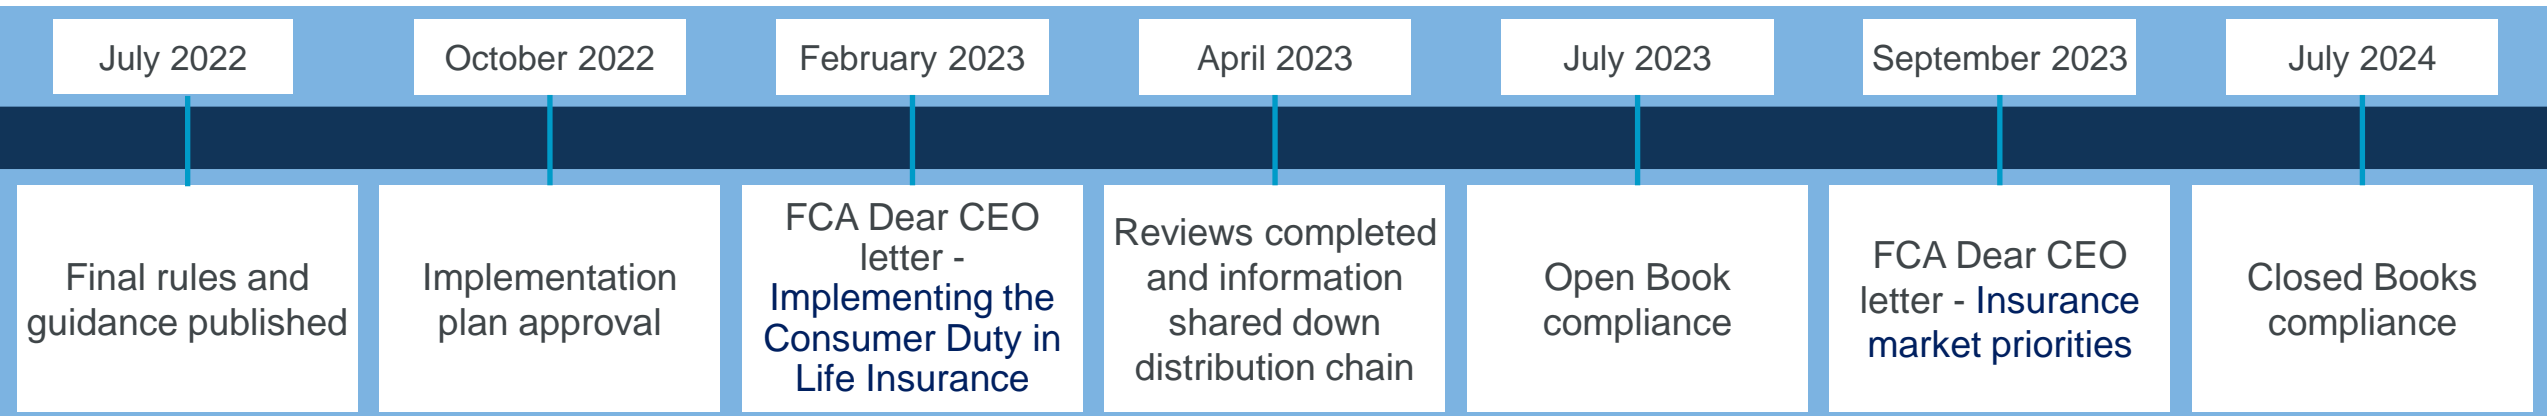 July 2022
October 2022
February 2023
April 2023
July 2023
September 2023
July 2024
Final rules and
guidance published
Implementation
plan approval
FCA Dear CEO
letter -
Implementing the
Consumer Duty in
Life Insurance
Reviews completed
and information
shared down
distribution chain
Open Book
compliance
FCA Dear CEO
letter - Insurance
market priorities
Closed Books
compliance